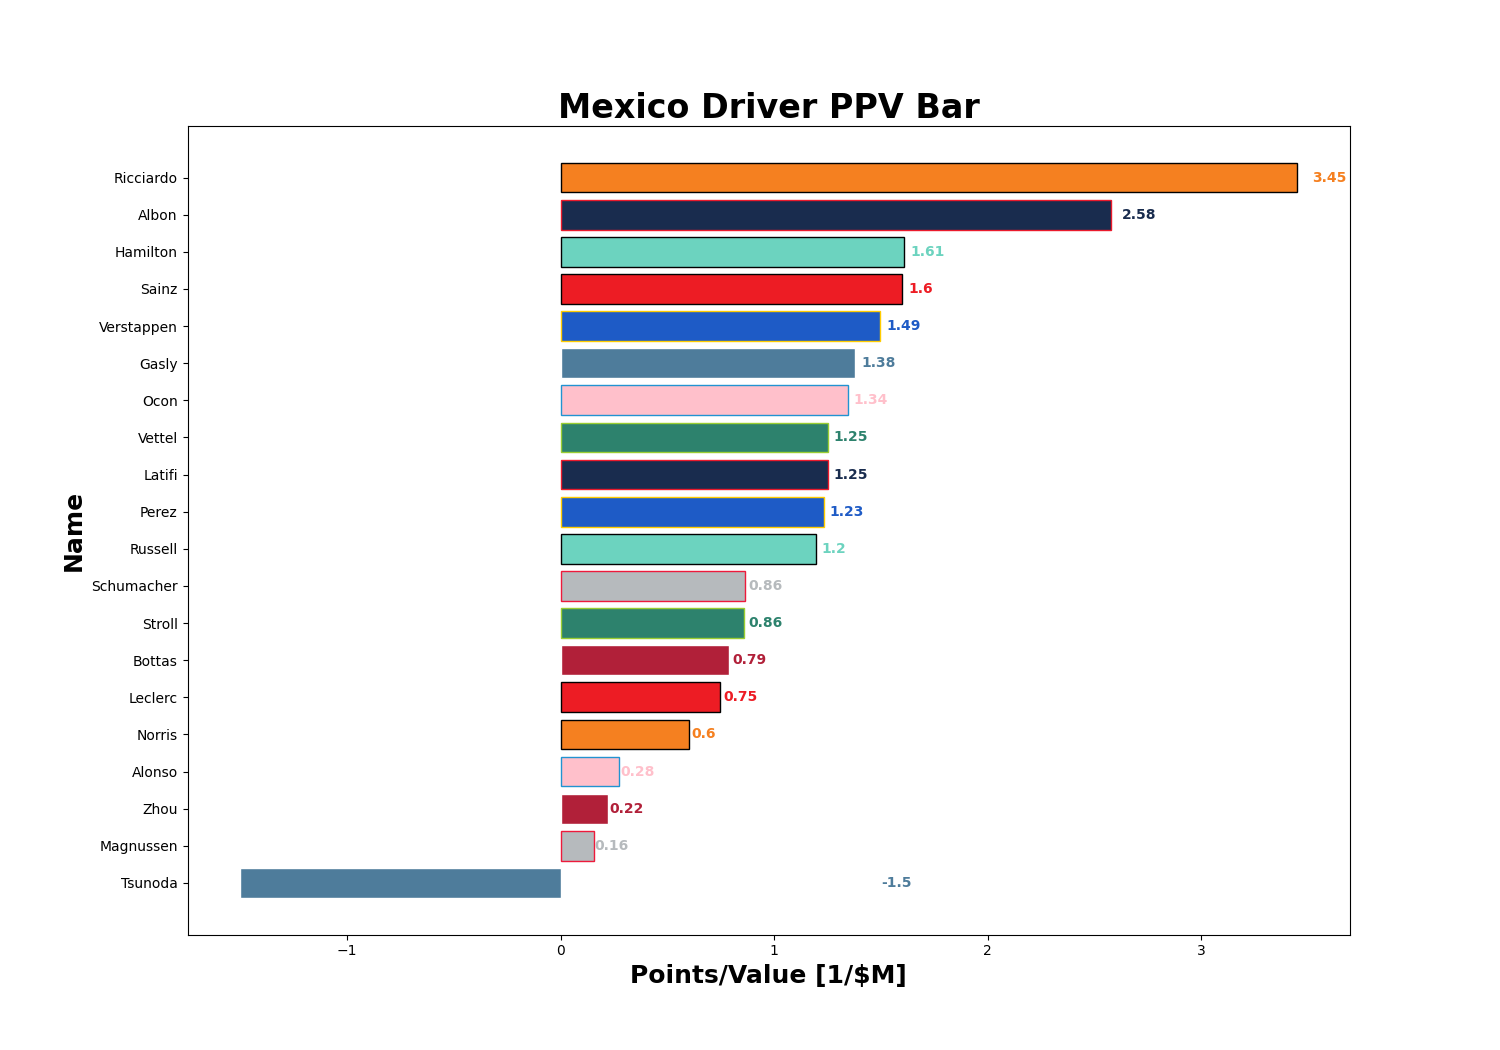 Mexico Driver PPV Bar
Ricciardo 3.45
Albon 2.58
Hamilton 1.61
Sainz 1.6
Verstappen 1.49
Gasly 1.38
Ocon 1.34
Vettel 1.25
Latifi 1.25
Perez 1.23
Russell 1.2
Schumacher 0.86
Stroll 0.86
Bottas 0.79
Leclerc 0.75
Norris 0.6
Alonso 0.28
Zhou 0.22
Magnussen 0.16
Tsunoda -1.5
Name
−1 0 1 2 3
Points/Value [1/$M]